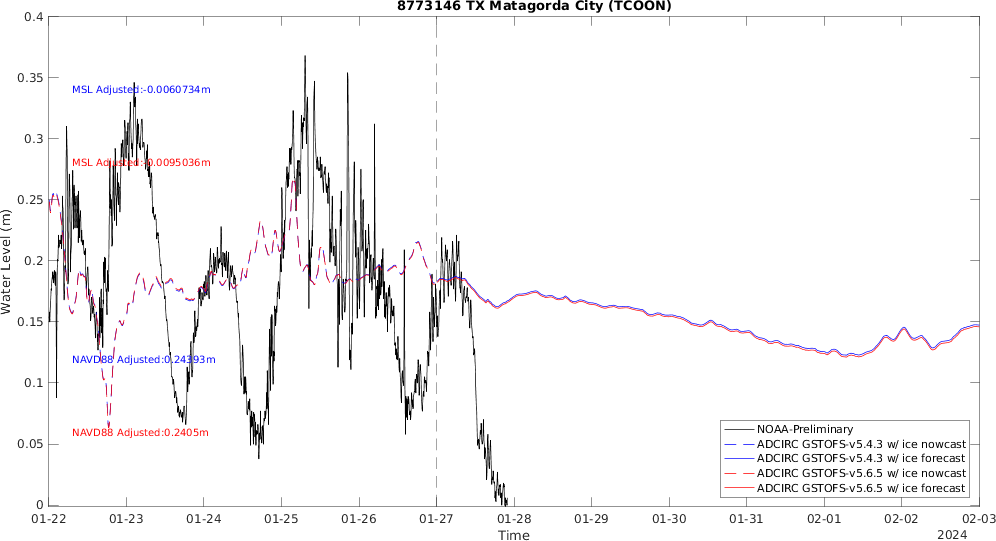 8773146 TX Matagorda City (TCOON)
0.4
0.35
0.3
0.25
0.2
0.15
0.1
0.05
0
Water Level (m)
MSL Adjusted:-0.0060734m
MSL Adjusted:-0.0095036m
NAVD88 Adjusted:0.24393m
NAVD88 Adjusted:0.2405m
NOAA-Preliminary
ADCIRC GSTOFS-v5.4.3 w/ ice nowcast
ADCIRC GSTOFS-v5.4.3 w/ ice forecast
ADCIRC GSTOFS-v5.6.5 w/ ice nowcast
ADCIRC GSTOFS-v5.6.5 w/ ice forecast
01-22 01-23 01-24 01-25 01-26 01-27 01-28 01-29 01-30 01-31 02-01 02-02 02-03
Time
2024